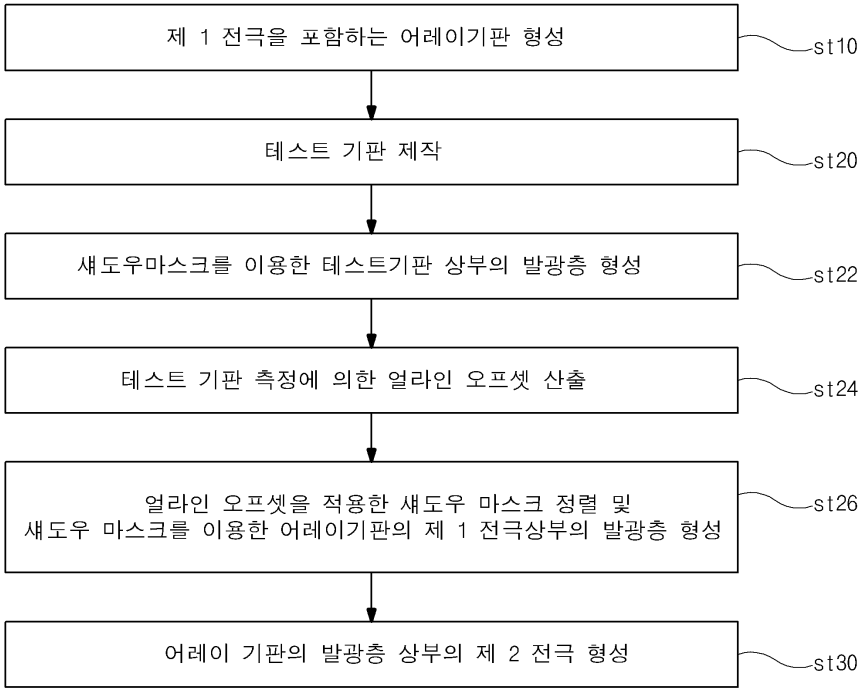 제 1 전극을 포함하는 어레이기판 형성
st10
테스트 기판 제작
st20
섀도우마스크를 이용한 테스트기판 상부의 발광층 형성
st22
테스트 기판 측정에 의한 얼라인 오프셋 산출
st24
얼라인 오프셋을 적용한 섀도우 마스크 정렬 및
섀도우 마스크를 이용한 어레이기판의 제 1 전극상부의 발광층 형성
st26
어레이 기판의 발광층 상부의 제 2 전극 형성
st30